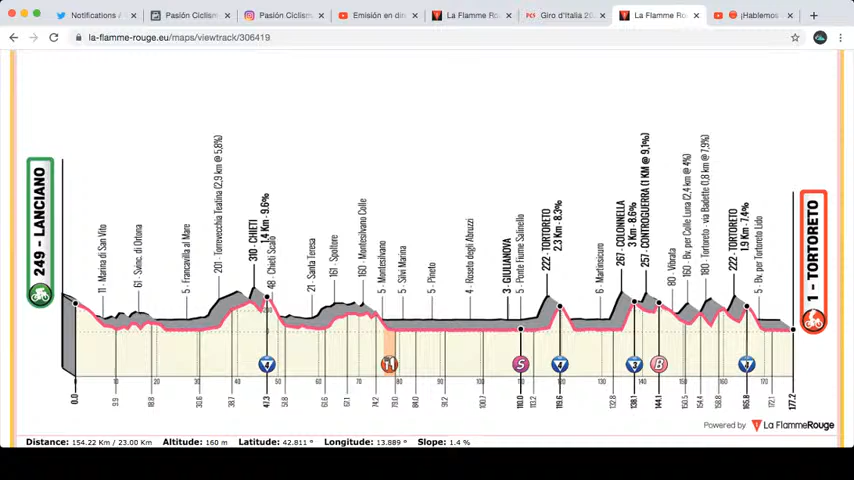 Notifications /
Pasión Ciclism
Pasión Ciclism
Emisión en dir
La Flamme Ro
Giro d'Italia 20
La Flamme Roug
¡Hablemos
la-flamme-rouge.eu/maps/viewtrack/306419
249 - LANCIANO
11 - Marina di San Vito
61 - Svinc. di Ortona
5 - Francavilla al Mare
201 - Torrevecchia Teatina (2,9 km @ 5,8%)
310 - CHIETI
1.4 Km - 9.6%
48 - Chieti Scalo
21 - Santa Teresa
161 - Spoltore
160 - Montesilvano Colle
5 - Montesilvano
5 - Silvi Marina
5 - Pineto
4 - Roseto degli Abruzzi
3 - GIULIANOVA
5 - Ponte Fiume Salinello
222 - TORTORETO
2.3 Km - 8.3%
6 - Martinsicuro
267 - COLONNELLA
3 Km - 8.6%
257 - CONTROGUERRA (1 KM @ 9,1%)
80 - Vibrata
160 - Bv. per Colle Luna (2,4 km @ 4%)
180 - Tortoreto - via Badette (1,8 km @ 7,9%)
222 - TORTORETO
1.9 Km - 7.4%
5 - Bv. per Tortoreto Lido
1 - TORTORETO
4 S 4 3 B 4
0 10 20 30 40 50 60 70 80 90 100 110 120 130 140 150 160 170
0.0 9.9 18.8 30.6 38.7 47.3 51.8 61.6 67.1 74.2 79.0 84.0 91.2 100.7 110.0 113.2 119.6 132.8 138.1 144.1 150.5 154.4 158.8 165.8 172.1 177.2
Powered by La FlammeRouge
Distance: 154.22 Km / 23.00 Km Altitude: 160 m Latitude: 42.811 ° Longitude: 13.889 ° Slope: 1.4 %